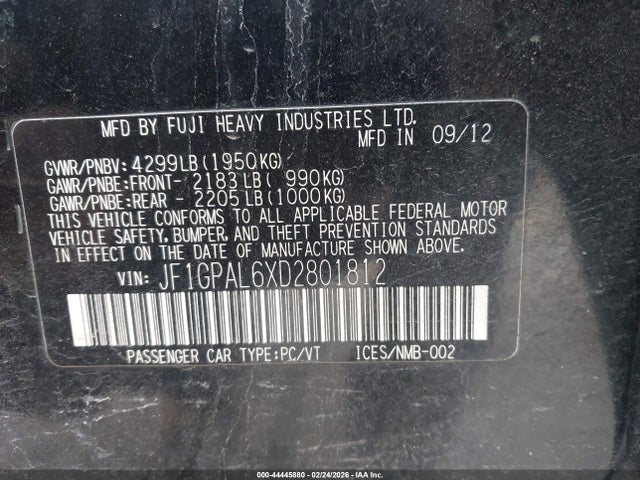 MFD BY FUJI HEAVY INDUSTRIES LTD.
MFD IN 09/12
GVWR/PNBV: 4299LB(1950KG)
GAWR/PNBE:FRONT- 2183LB( 990KG)
GAWR/PNBE:REAR - 2205LB(1000KG)
THIS VEHICLE CONFORMS TO ALL APPLICABLE FEDERAL MOTOR
VEHICLE SAFETY, BUMPER, AND THEFT PREVENTION STANDARDS
IN EFFECT ON THE DATE OF MANUFACTURE SHOWN ABOVE.
VIN: JF1GPAL6XD2801812
PASSENGER CAR TYPE:PC/VT ICES/NMB-002
000-44445880 - 02/24/2026 - IAA Inc.